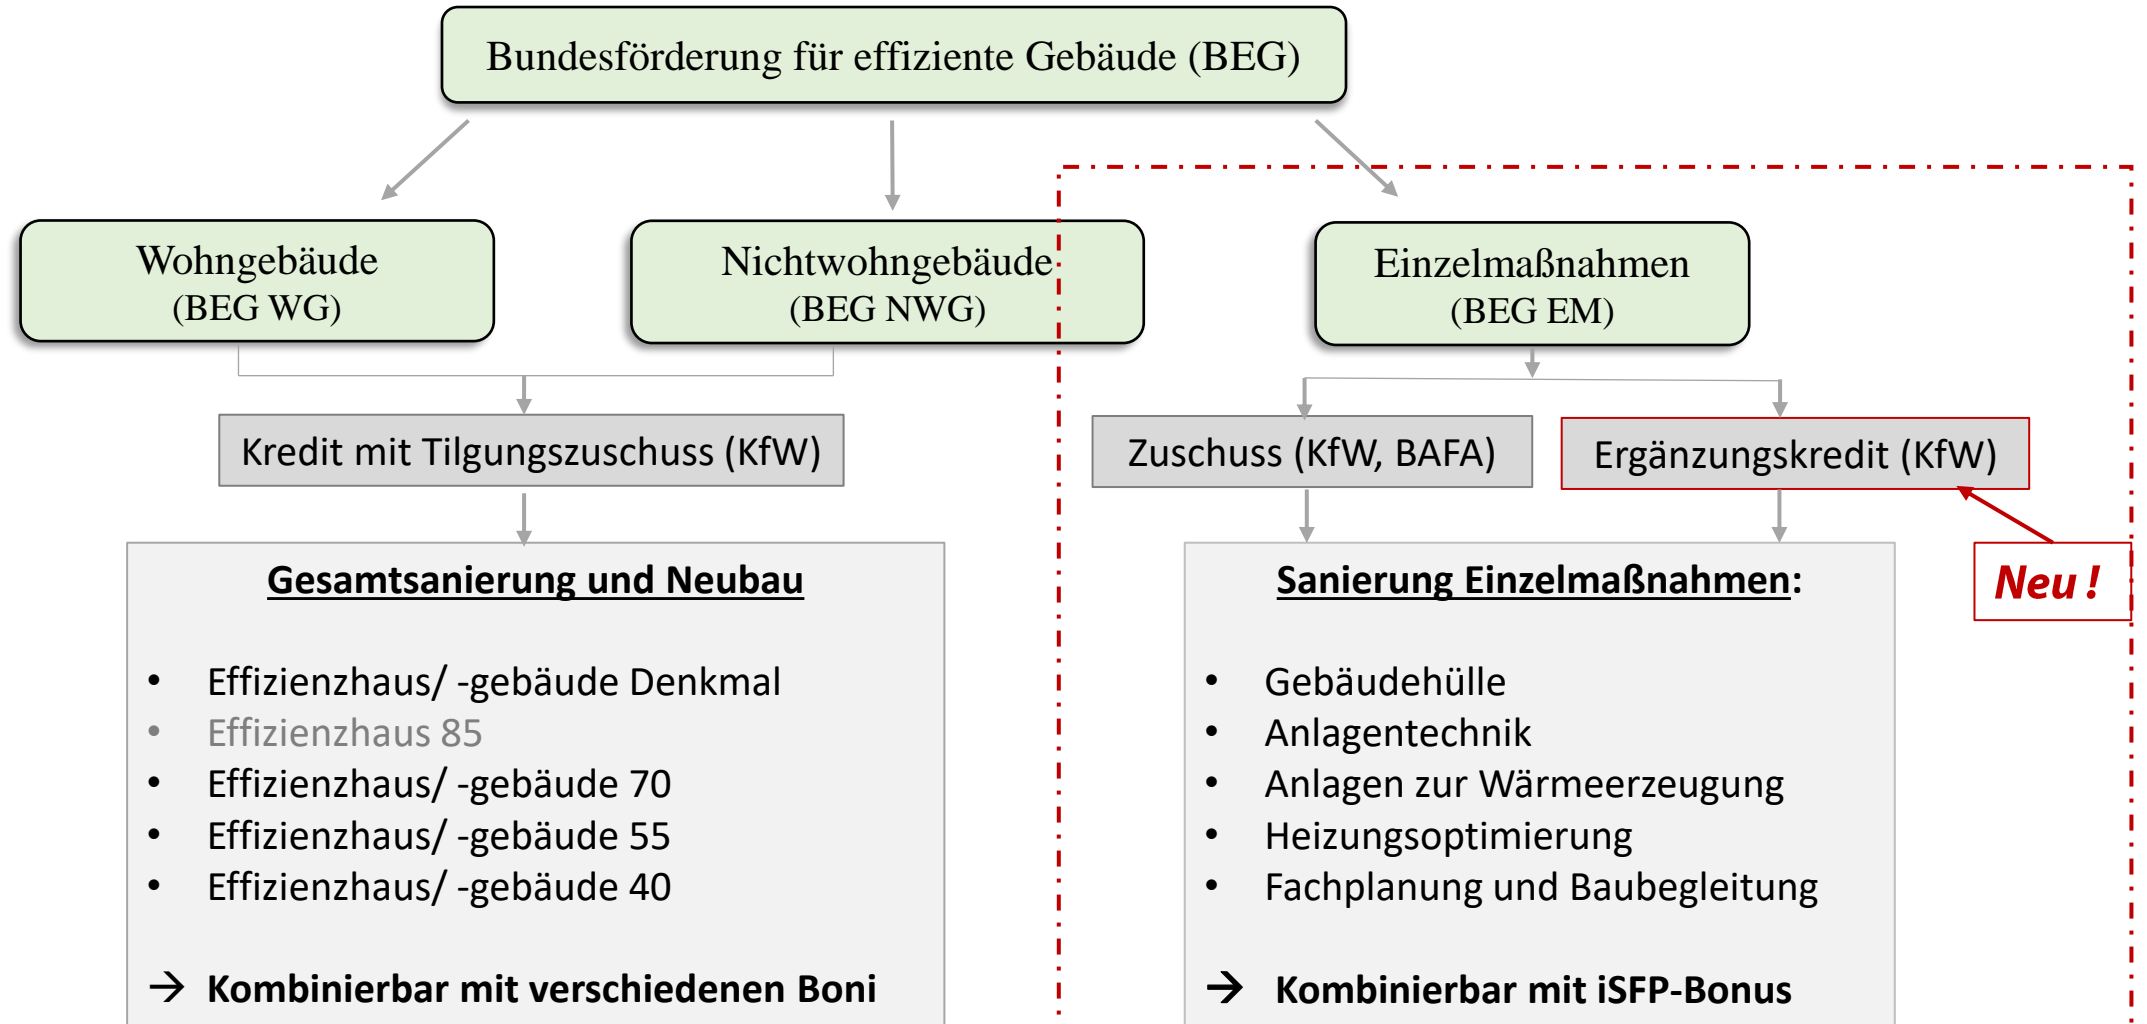 Bundesförderung für effiziente Gebäude (BEG)
Wohngebäude
(BEG WG)
Nichtwohngebäude
(BEG NWG)
Einzelmaßnahmen
(BEG EM)
Kredit mit Tilgungszuschuss (KfW)
Zuschuss (KfW, BAFA)
Ergänzungskredit (KfW)
Neu !
Gesamtsanierung und Neubau
• Effizienzhaus/ -gebäude Denkmal
• Effizienzhaus 85
• Effizienzhaus/ -gebäude 70
• Effizienzhaus/ -gebäude 55
• Effizienzhaus/ -gebäude 40
→ Kombinierbar mit verschiedenen Boni
Sanierung Einzelmaßnahmen:
• Gebäudehülle
• Anlagentechnik
• Anlagen zur Wärmeerzeugung
• Heizungsoptimierung
• Fachplanung und Baubegleitung
→ Kombinierbar mit iSFP-Bonus